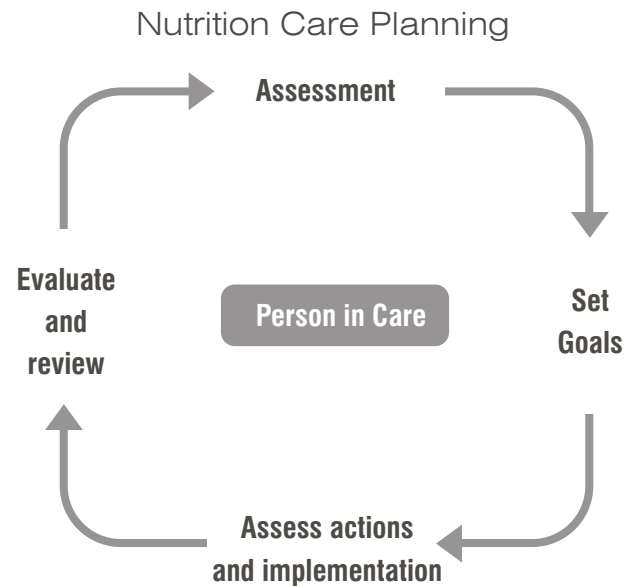 Nutrition Care Planning
Assessment
Set
Goals
Assess actions
and implementation
Evaluate
and
review
Person in Care